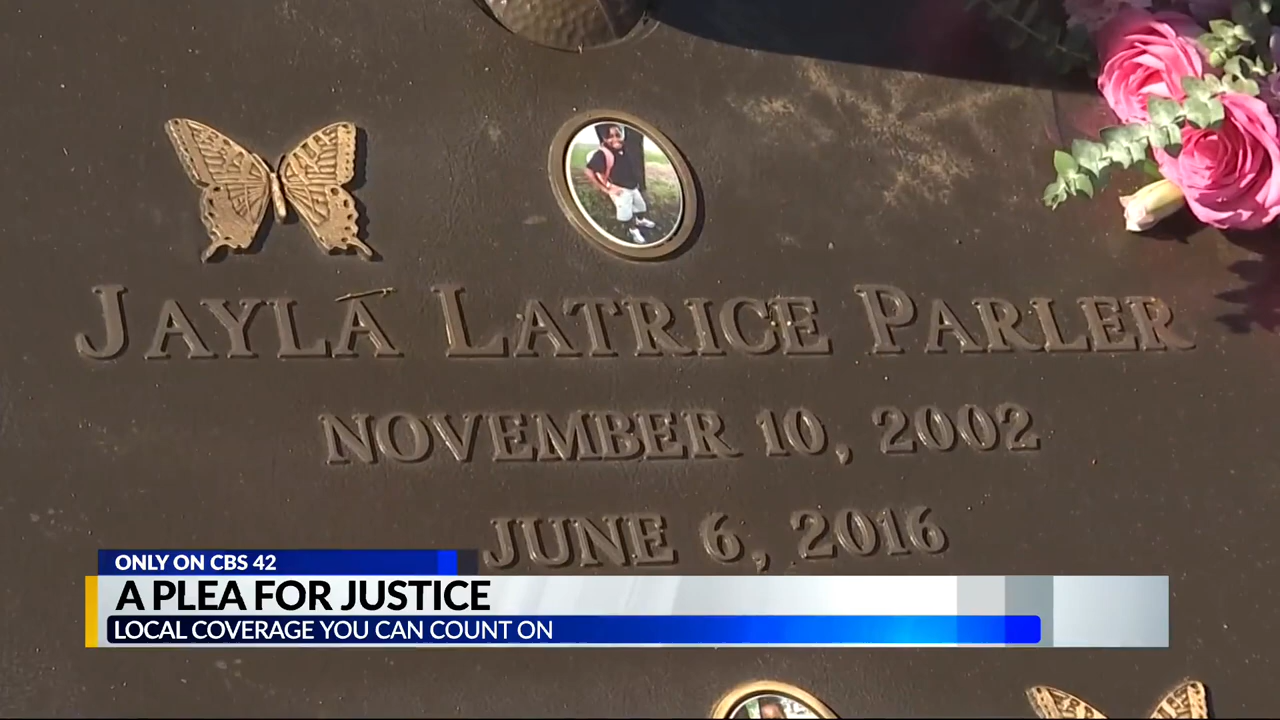 JAYLA LATRICE PARLER
NOVEMBER 10, 2002
JUNE 6, 2016
ONLY ON CBS 42
A PLEA FOR JUSTICE
LOCAL COVERAGE YOU CAN COUNT ON